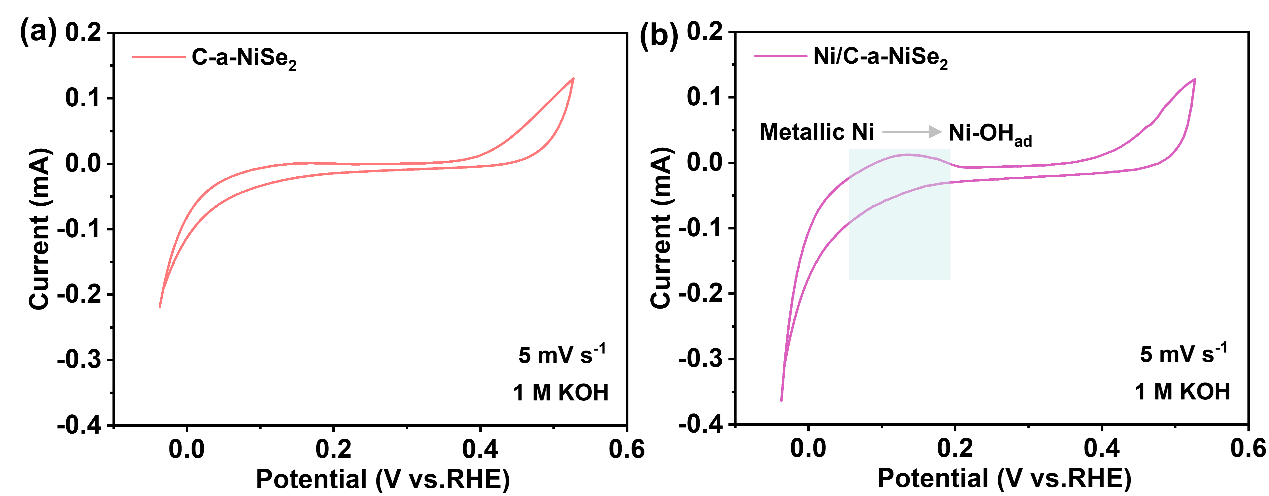 (a)
C-a-NiSe2
0.2
0.1
0.0
-0.1
-0.2
-0.3
-0.4
Current (mA)
5 mV s-1
1 M KOH
0.0 0.2 0.4 0.6
Potential (V vs.RHE)
(b)
Ni/C-a-NiSe2
Metallic Ni Ni-OHad
0.2
0.1
0.0
-0.1
-0.2
-0.3
-0.4
Current (mA)
5 mV s-1
1 M KOH
0.0 0.2 0.4 0.6
Potential (V vs.RHE)